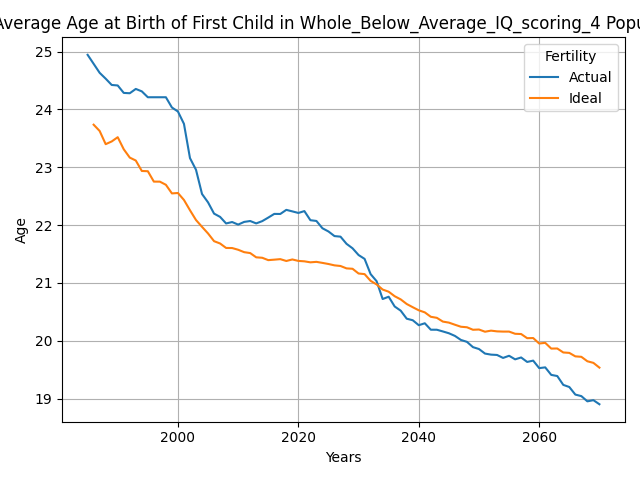 Average Age at Birth of First Child in Whole_Below_Average_IQ_scoring_4 Popu
Fertility
Actual
Ideal
25
24
23
22
21
20
19
Age
2000
2020
2040
2060
Years